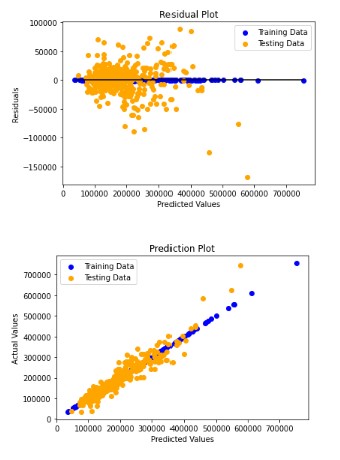 Residual Plot
100000
50000
0
−50000
−100000
−150000
Residuals
Training Data
Testing Data
0 100000 200000 300000 400000 500000 600000 700000
Predicted Values
Prediction Plot
700000
600000
500000
400000
300000
200000
100000
0
Actual Values
Training Data
Testing Data
0 100000 200000 300000 400000 500000 600000 700000
Predicted Values